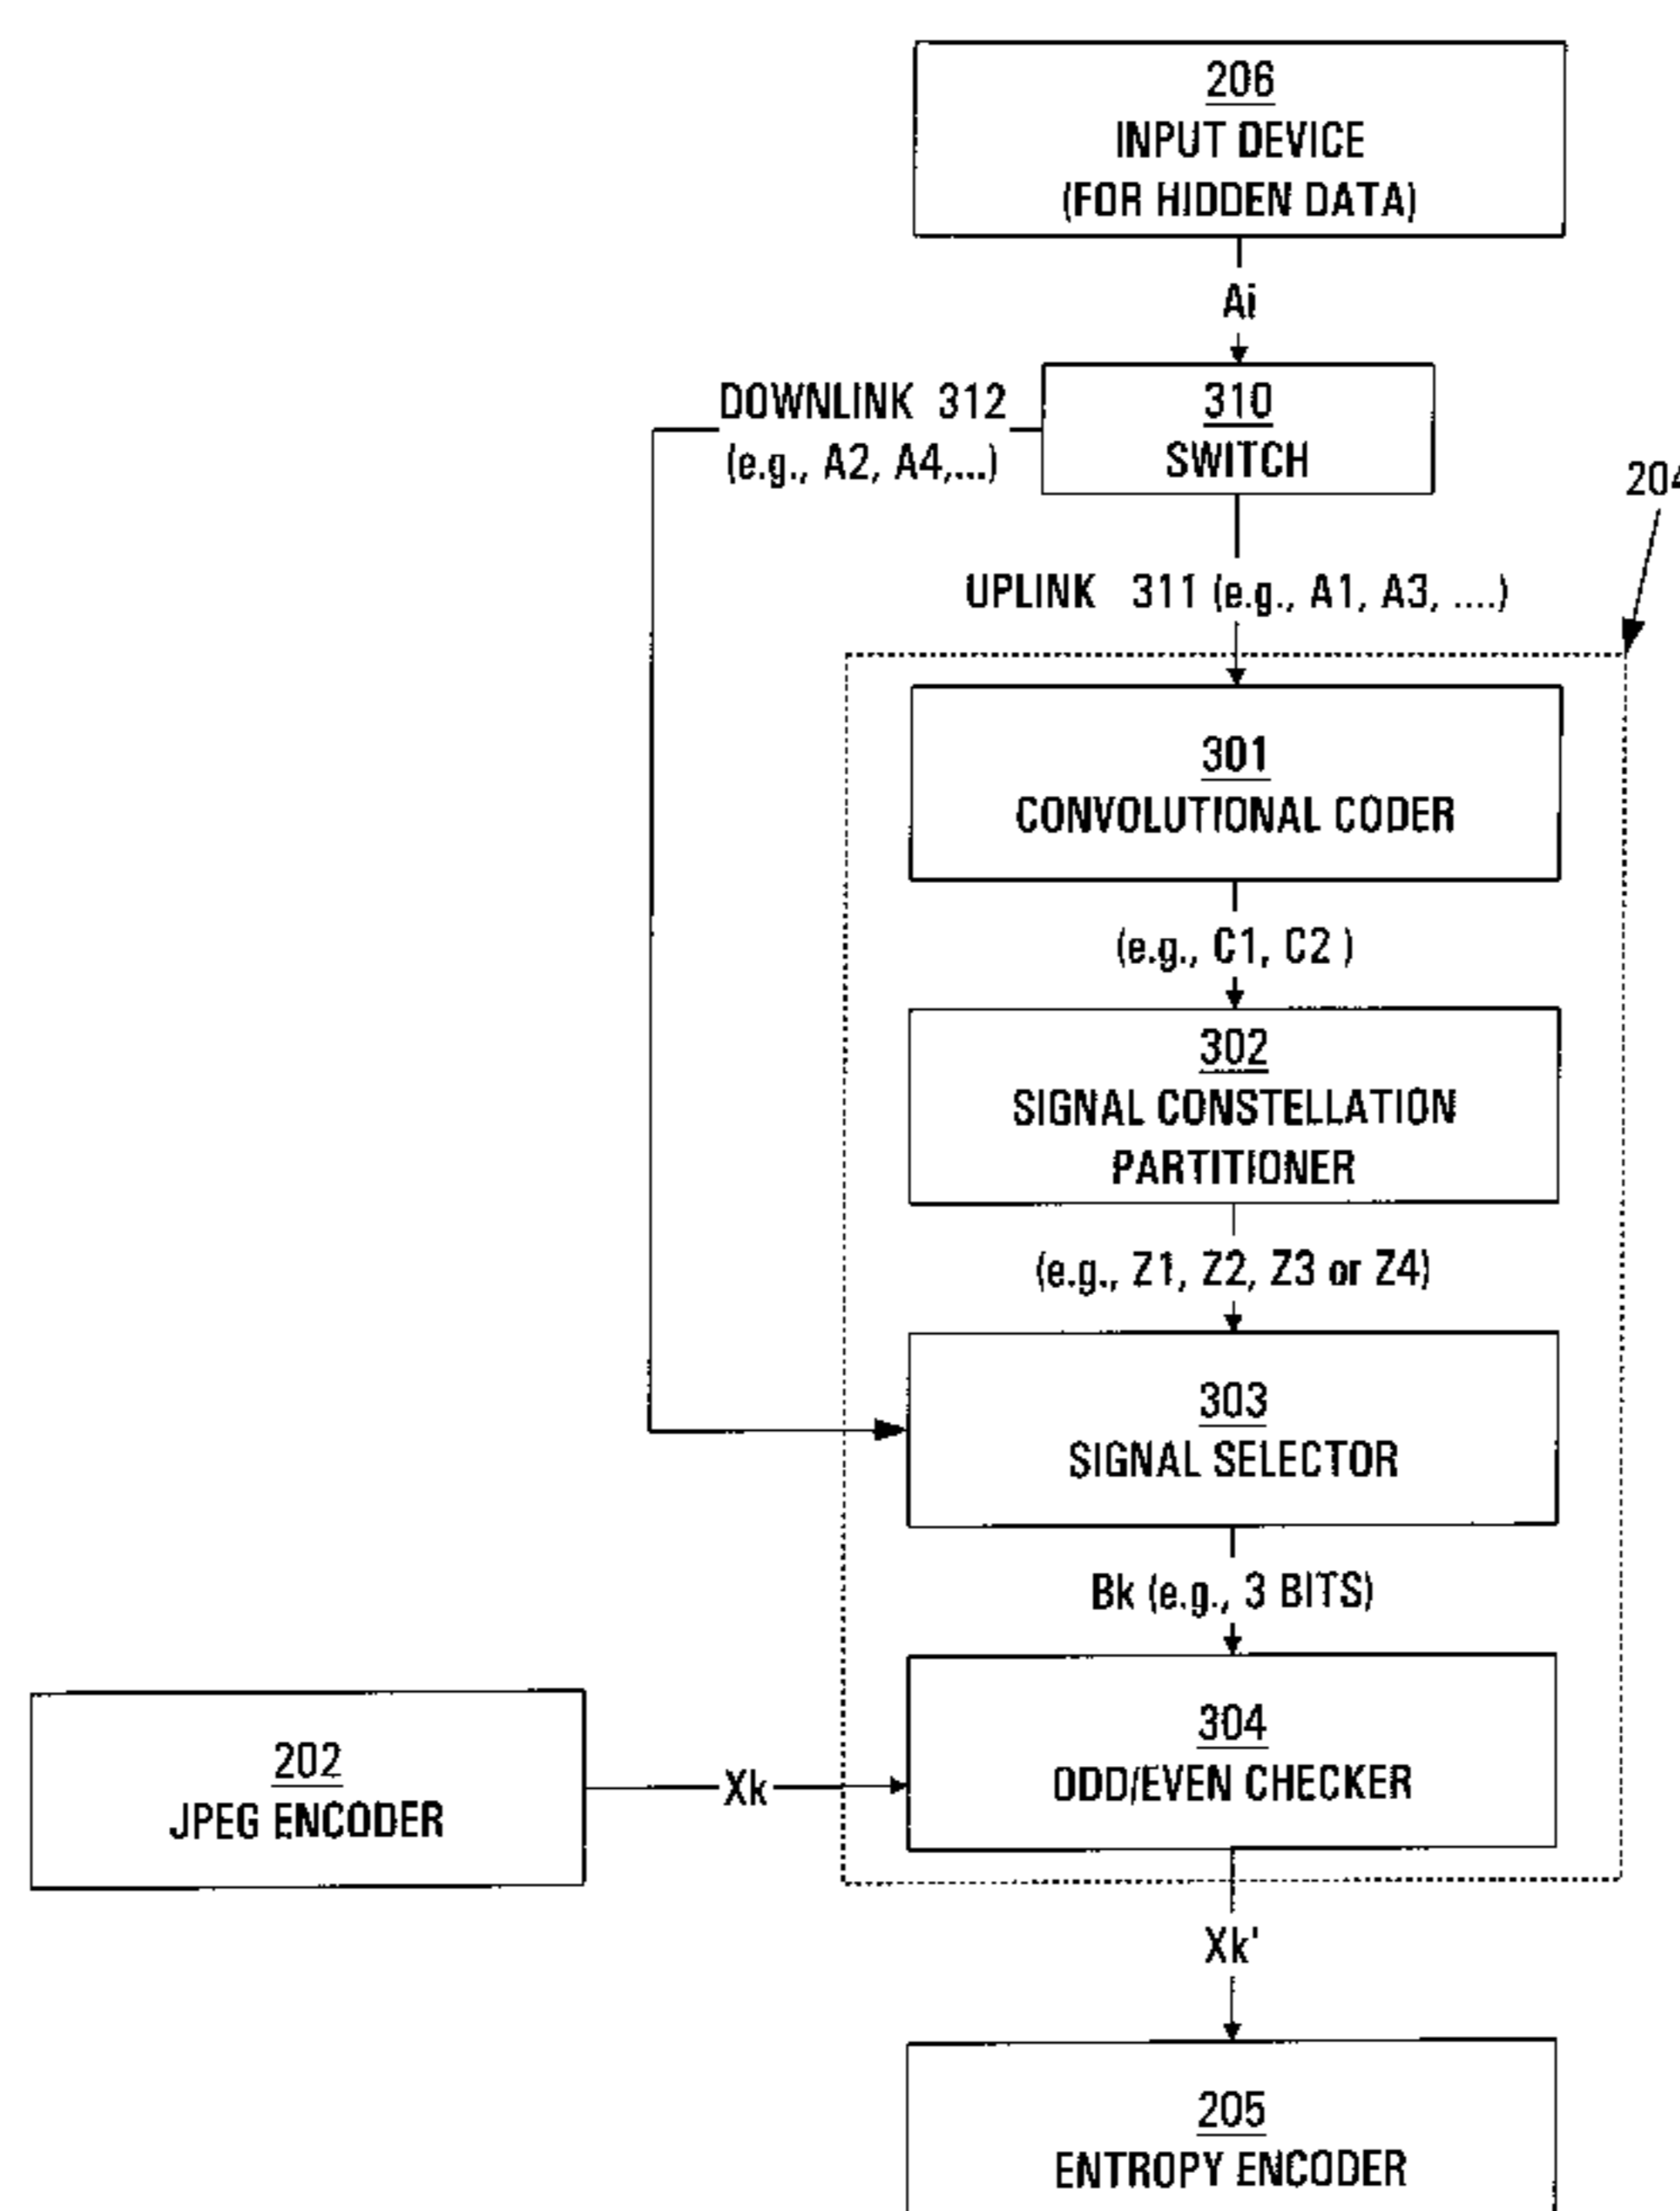 206
INPUT DEVICE
(FOR HIDDEN DATA)
Ai
DOWNLINK 312
(e.g., A2, A4,...)
310
SWITCH
204
UPLINK 311 (e.g., A1, A3, ....)
301
CONVOLUTIONAL CODER
(e.g., C1, C2 )
302
SIGNAL CONSTELLATION
PARTITIONER
(e.g., Z1, Z2, Z3 or Z4)
303
SIGNAL SELECTOR
Bk (e.g., 3 BITS)
304
ODD/EVEN CHECKER
202
JPEG ENCODER
Xk
Xk'
205
ENTROPY ENCODER